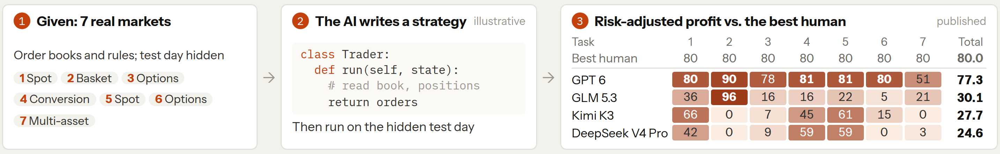 1 Given: 7 real markets
Order books and rules; test day hidden
1 Spot 2 Basket 3 Options
4 Conversion 5 Spot 6 Options
7 Multi-asset
→
2 The AI writes a strategy illustrative
class Trader:
def run(self, state):
# read book, positions
return orders
Then run on the hidden test day
→
3 Risk-adjusted profit vs. the best human published
Task 1 2 3 4 5 6 7 Total
Best human 80 80 80 80 80 80 80 80.0
GPT 6 80 90 78 81 81 80 51 77.3
GLM 5.3 36 96 16 16 22 5 21 30.1
Kimi K3 66 0 7 45 61 15 0 27.7
DeepSeek V4 Pro 42 0 9 59 59 0 3 24.6